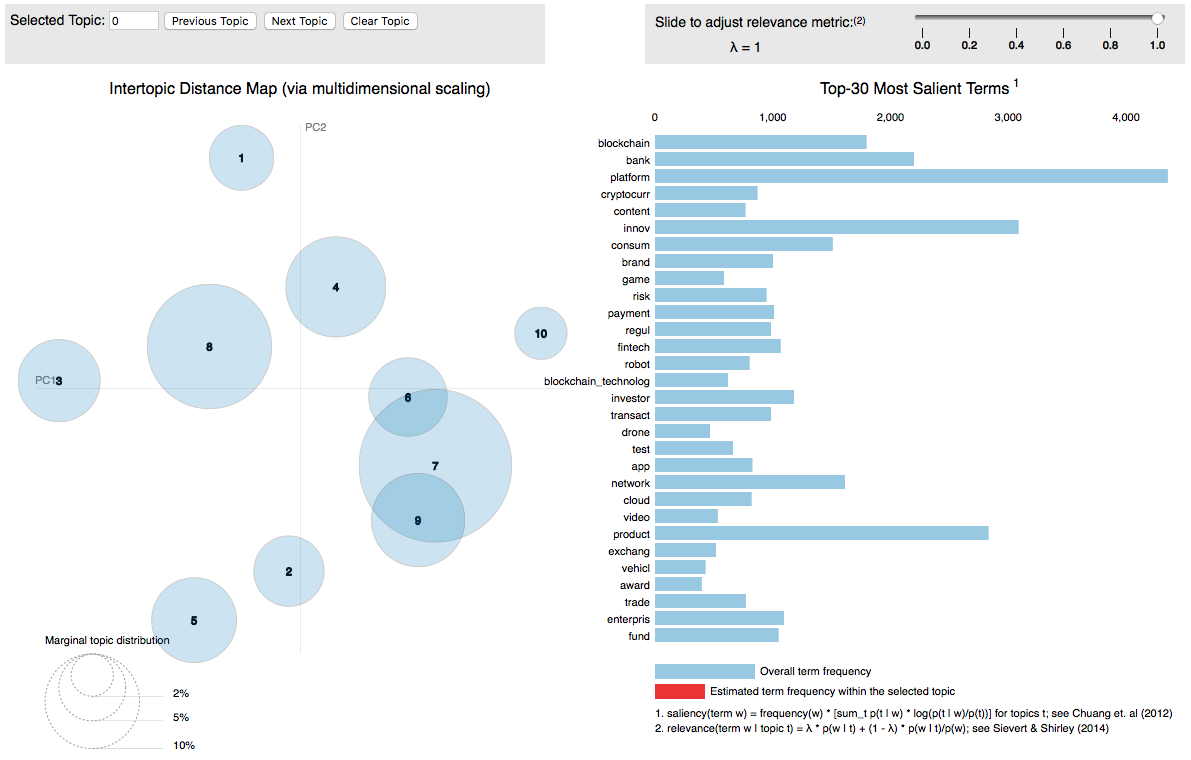 Selected Topic: 0 Previous Topic Next Topic Clear Topic
Slide to adjust relevance metric:(2)
λ = 1
0.0 0.2 0.4 0.6 0.8 1.0
Intertopic Distance Map (via multidimensional scaling)
PC2
1
4
10
8
PC1
3
6
7
9
2
5
Marginal topic distribution
2%
5%
10%
Top-30 Most Salient Terms 1
0 1,000 2,000 3,000 4,000
blockchain
bank
platform
cryptocurr
content
innov
consum
brand
game
risk
payment
regul
fintech
robot
blockchain_technolog
investor
transact
drone
test
app
network
cloud
video
product
exchang
vehicl
award
trade
enterpris
fund
Overall term frequency
Estimated term frequency within the selected topic
1. saliency(term w) = frequency(w) * [sum_t p(t | w) * log(p(t | w)/p(t))] for topics t; see Chuang et. al (2012)
2. relevance(term w | topic t) = λ * p(w | t) + (1 - λ) * p(w | t)/p(w); see Sievert & Shirley (2014)